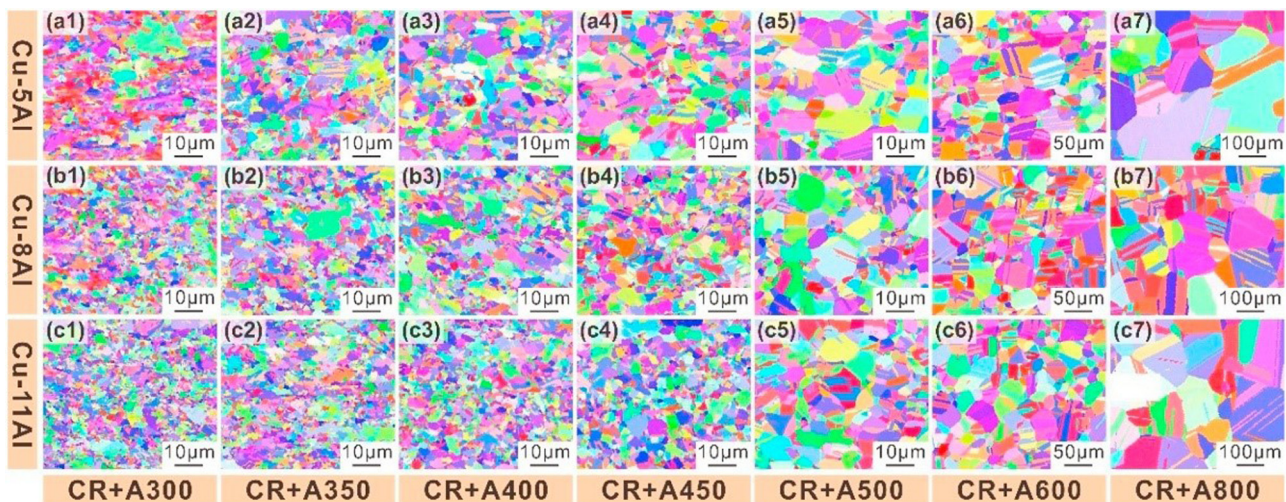 Cu-5Al
(a1) (a2) (a3) (a4) (a5) (a6) (a7)
10μm 10μm 10μm 10μm 10μm 50μm 100μm
Cu-8Al
(b1) (b2) (b3) (b4) (b5) (b6) (b7)
10μm 10μm 10μm 10μm 10μm 50μm 100μm
Cu-11Al
(c1) (c2) (c3) (c4) (c5) (c6) (c7)
10μm 10μm 10μm 10μm 10μm 50μm 100μm
CR+A300 CR+A350 CR+A400 CR+A450 CR+A500 CR+A600 CR+A800